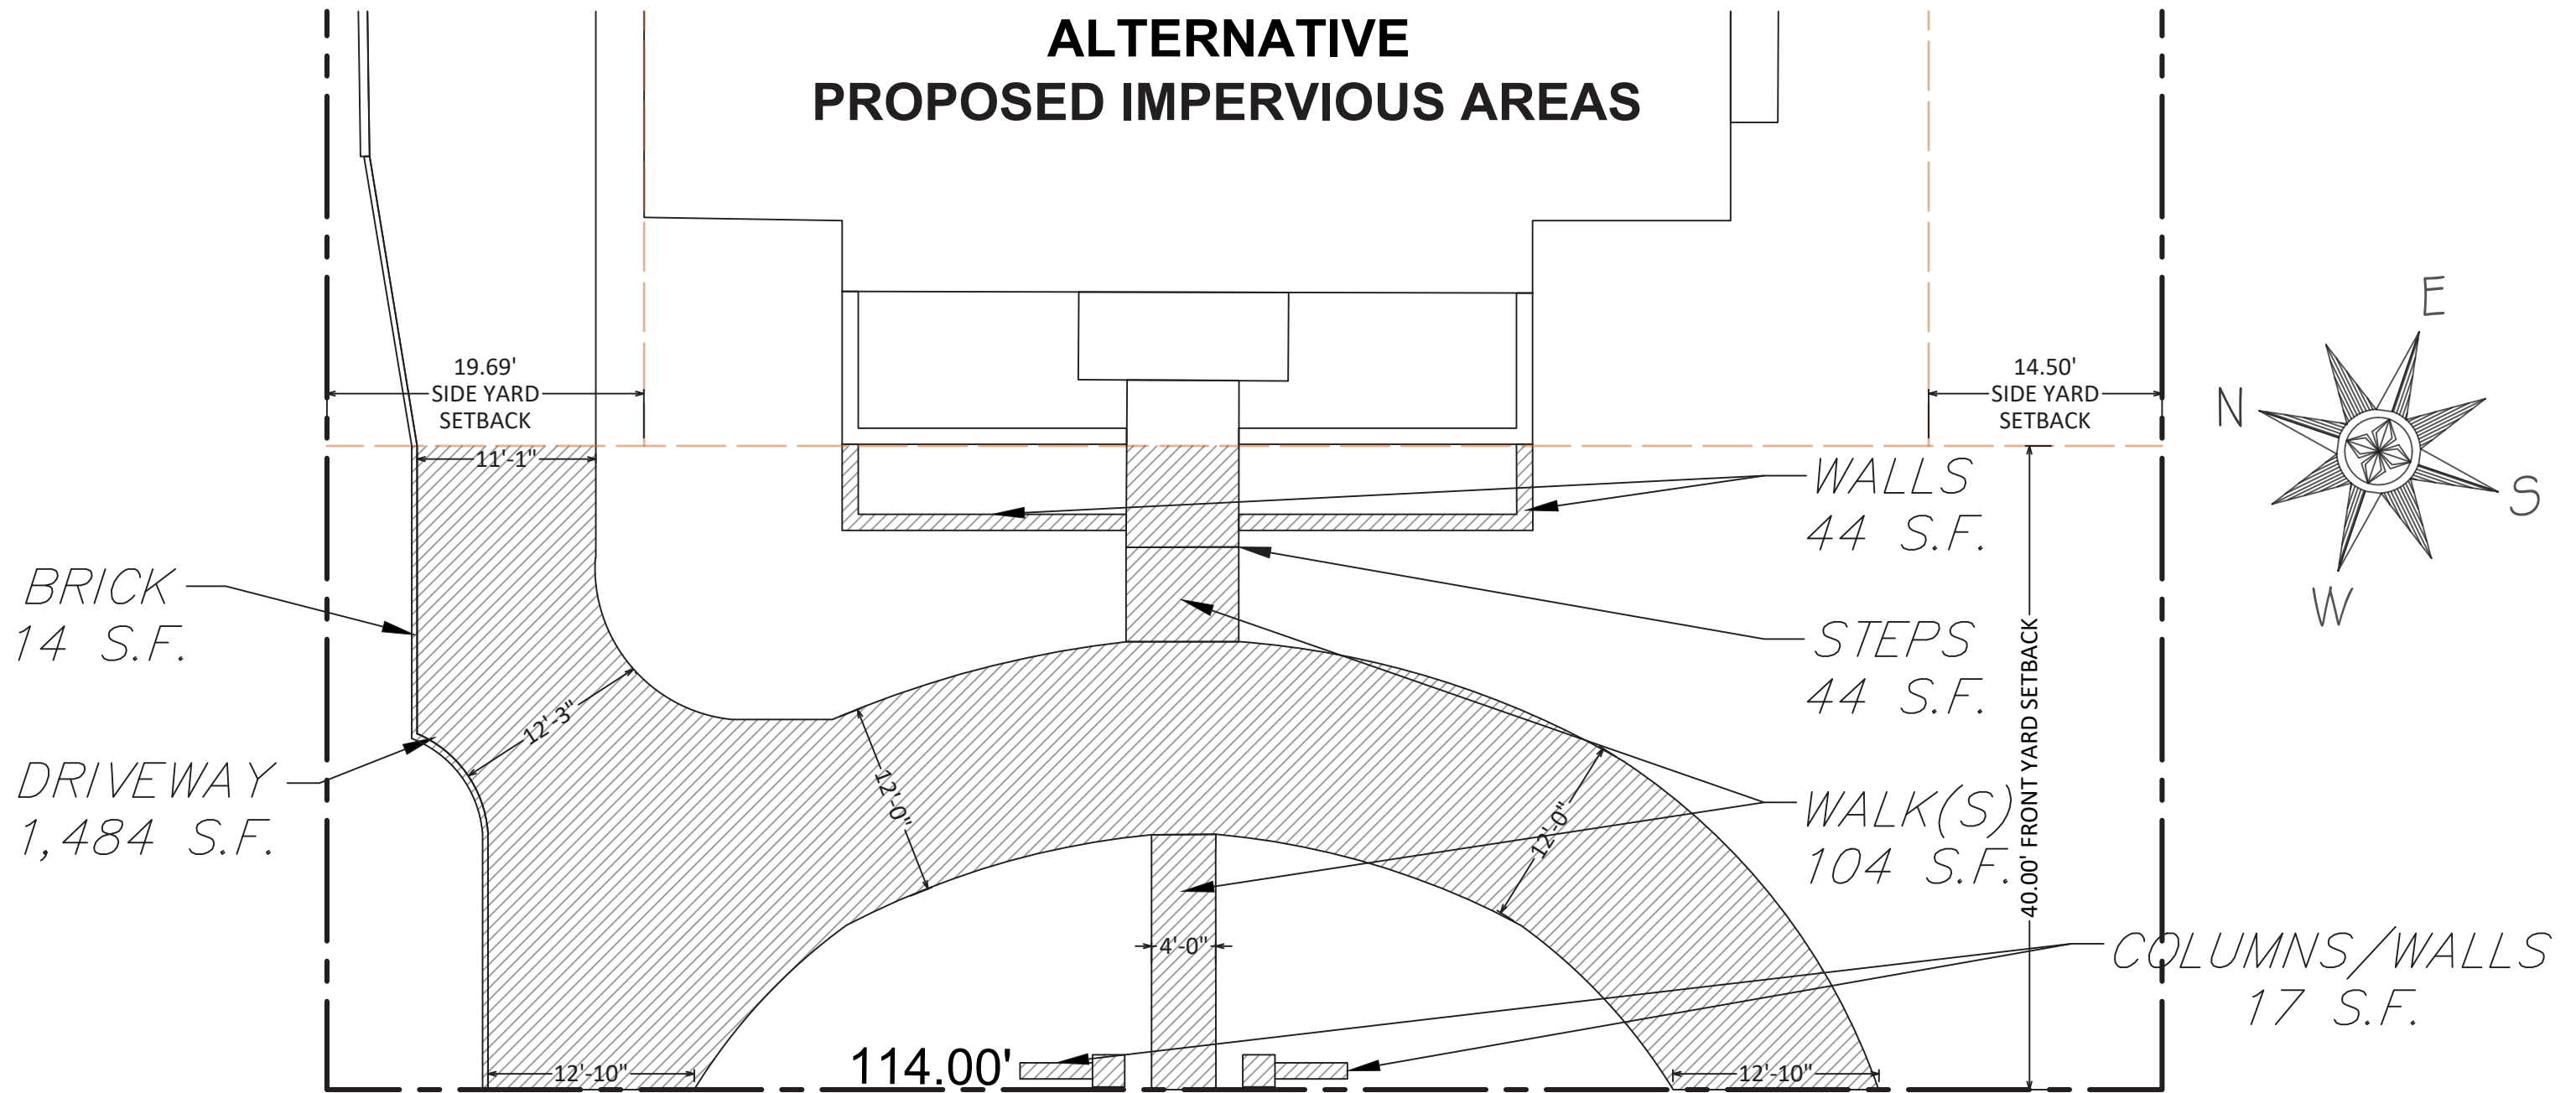 ALTERNATIVE
PROPOSED IMPERVIOUS AREAS
19.69'
SIDE YARD
SETBACK
14.50'
SIDE YARD
SETBACK
E
N
S
W
11'-1"
WALLS
44 S.F.
BRICK
14 S.F.
STEPS
44 S.F.
40.00' FRONT YARD SETBACK
12'-3"
DRIVEWAY
1,484 S.F.
12'-0"
12'-0"
WALK(S)
104 S.F.
4'-0"
COLUMNS/WALLS
17 S.F.
114.00'
12'-10"
12'-10"